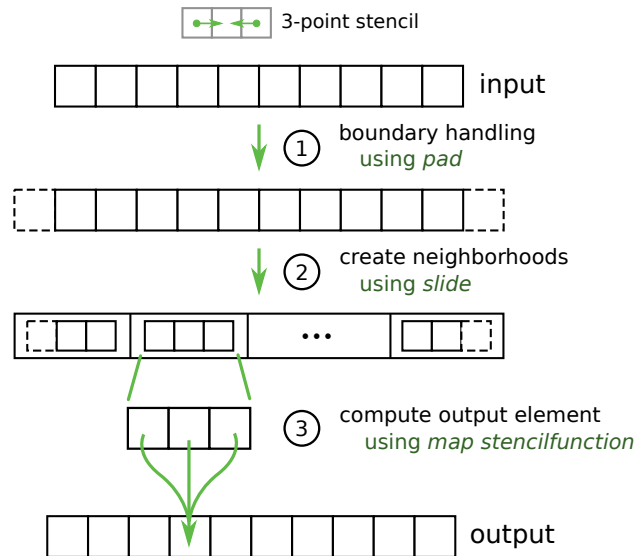 3-point stencil
input
1 boundary handling
using pad
2 create neighborhoods
using slide
...
3 compute output element
using map stencilfunction
output